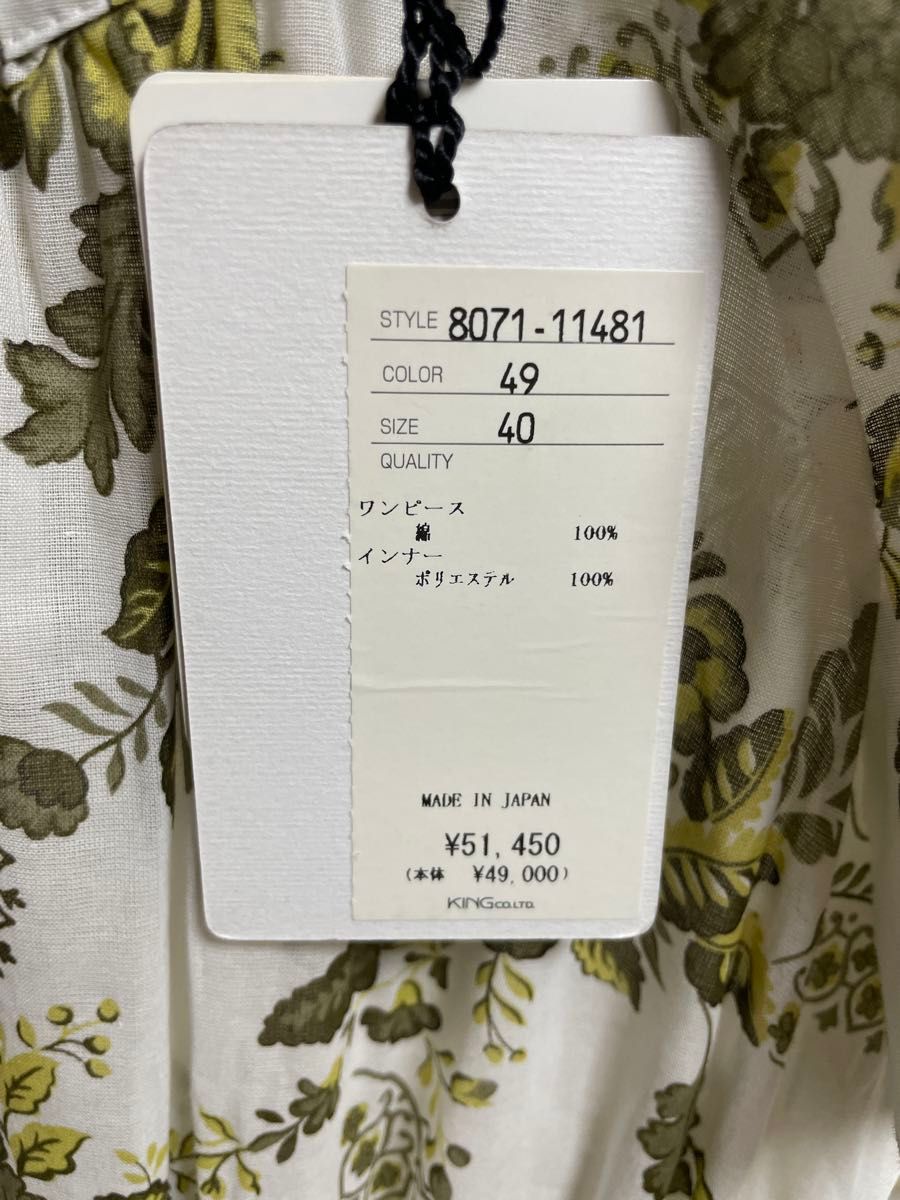 STYLE 8071-11481
COLOR 49
SIZE 40
QUALITY
ワンピース
綿 100%
インナー
ポリエステル 100%
MADE IN JAPAN
¥51,450
(本体 ¥49,000)
KING CO.LTD.